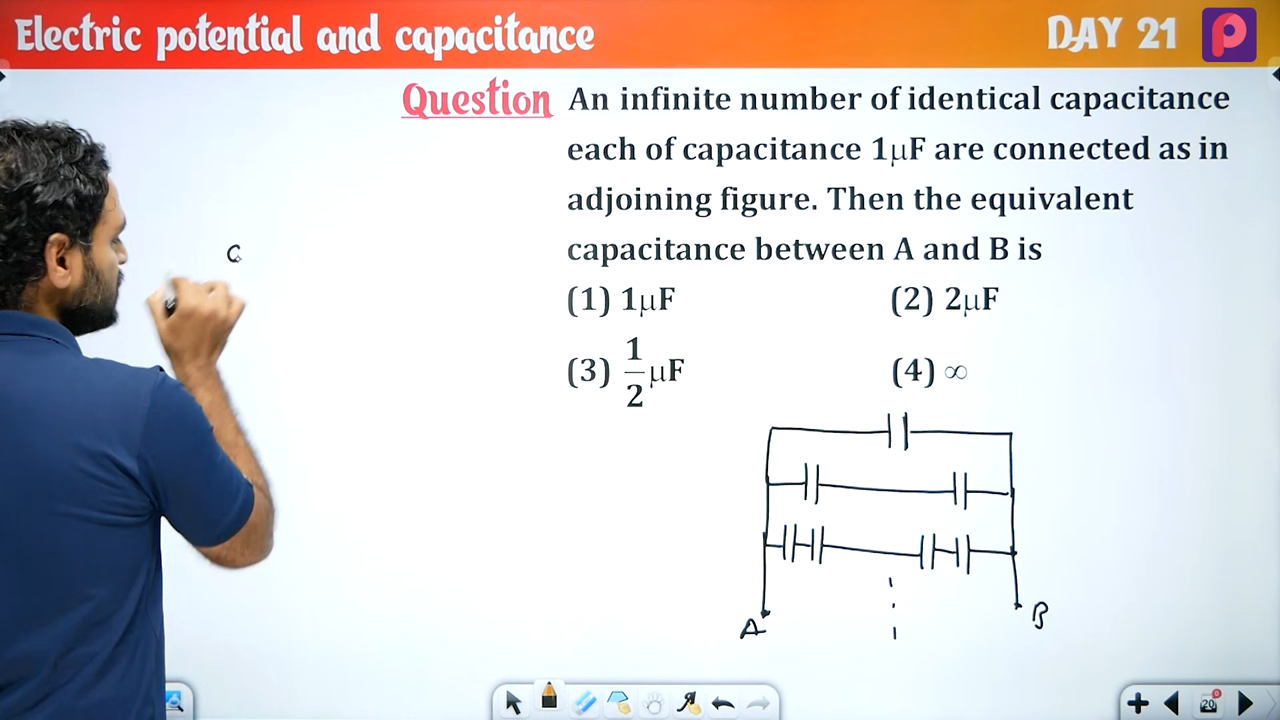 Electric potential and capacitance
DAY 21
Question An infinite number of identical capacitance
each of capacitance 1μF are connected as in
adjoining figure. Then the equivalent
capacitance between A and B is
(1) 1μF (2) 2μF
(3) 1/2 μF (4) ∞
C
A
B
20